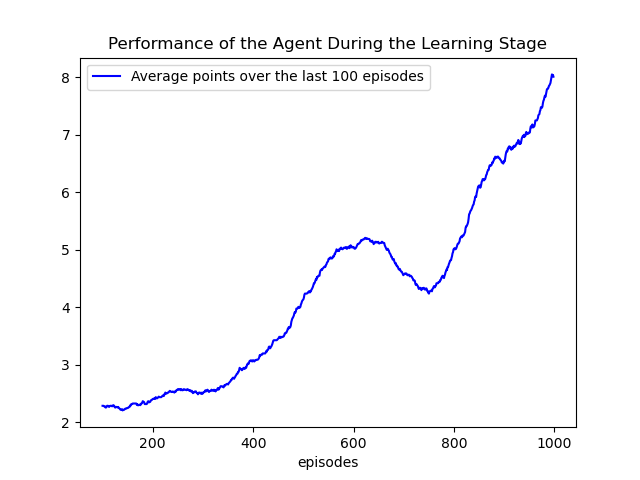 Performance of the Agent During the Learning Stage
Average points over the last 100 episodes
8
7
6
5
4
3
2
200 400 600 800 1000
episodes